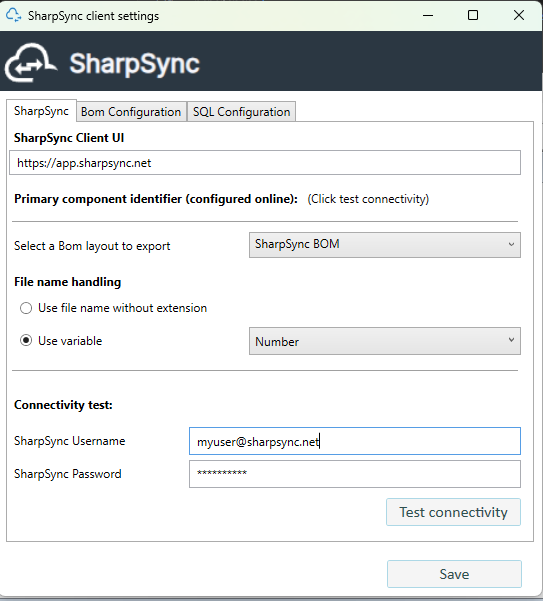 SharpSync client settings
SharpSync
SharpSync Bom Configuration SQL Configuration
SharpSync Client UI
https://app.sharpsync.net
Primary component identifier (configured online): (Click test connectivity)
Select a Bom layout to export SharpSync BOM
File name handling
Use file name without extension
Use variable Number
Connectivity test:
SharpSync Username myuser@sharpsync.net
SharpSync Password **********
Test connectivity
Save